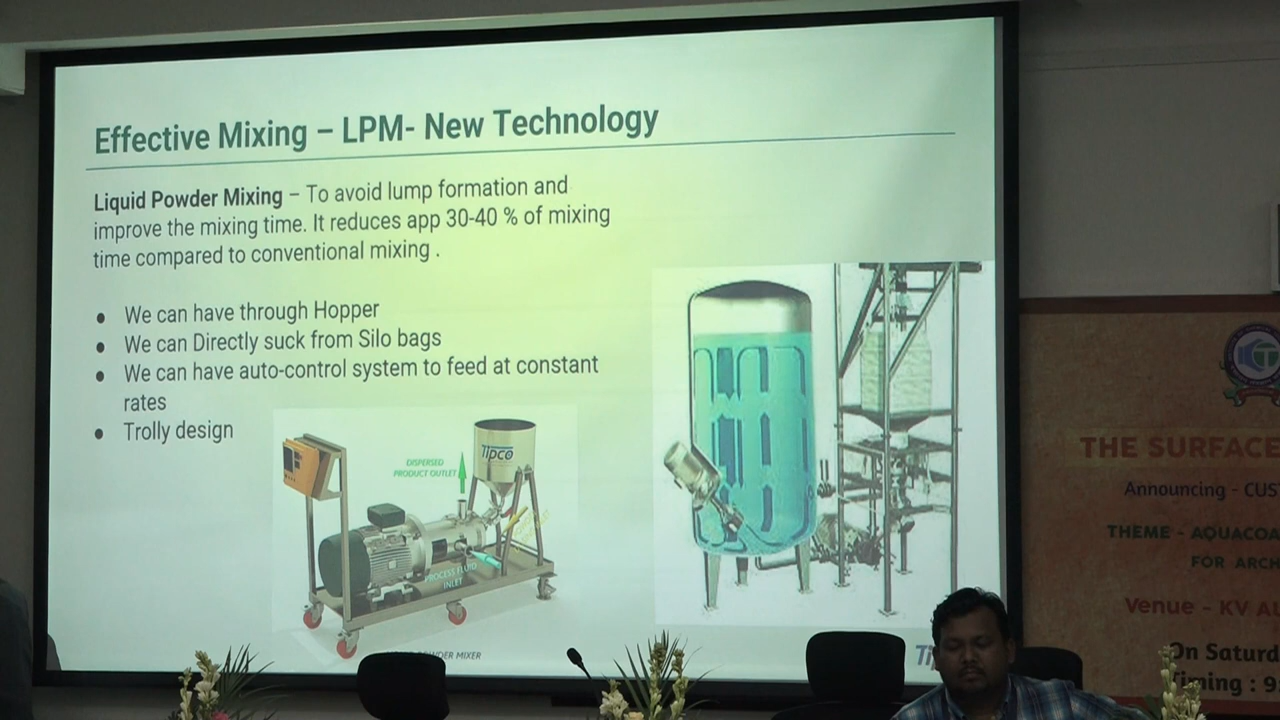 Effective Mixing – LPM- New Technology
Liquid Powder Mixing – To avoid lump formation and
improve the mixing time. It reduces app 30-40 % of mixing
time compared to conventional mixing .
● We can have through Hopper
● We can Directly suck from Silo bags
● We can have auto-control system to feed at constant
rates
● Trolly design
Tipco
DISPERSED
PRODUCT OUTLET
PROCESS FLUID
INLET
MIXER
THE SURFACE
Announcing - CUST
THEME - AQUACOA
FOR ARCH
Venue - KV A
On Saturd
Timing : 9